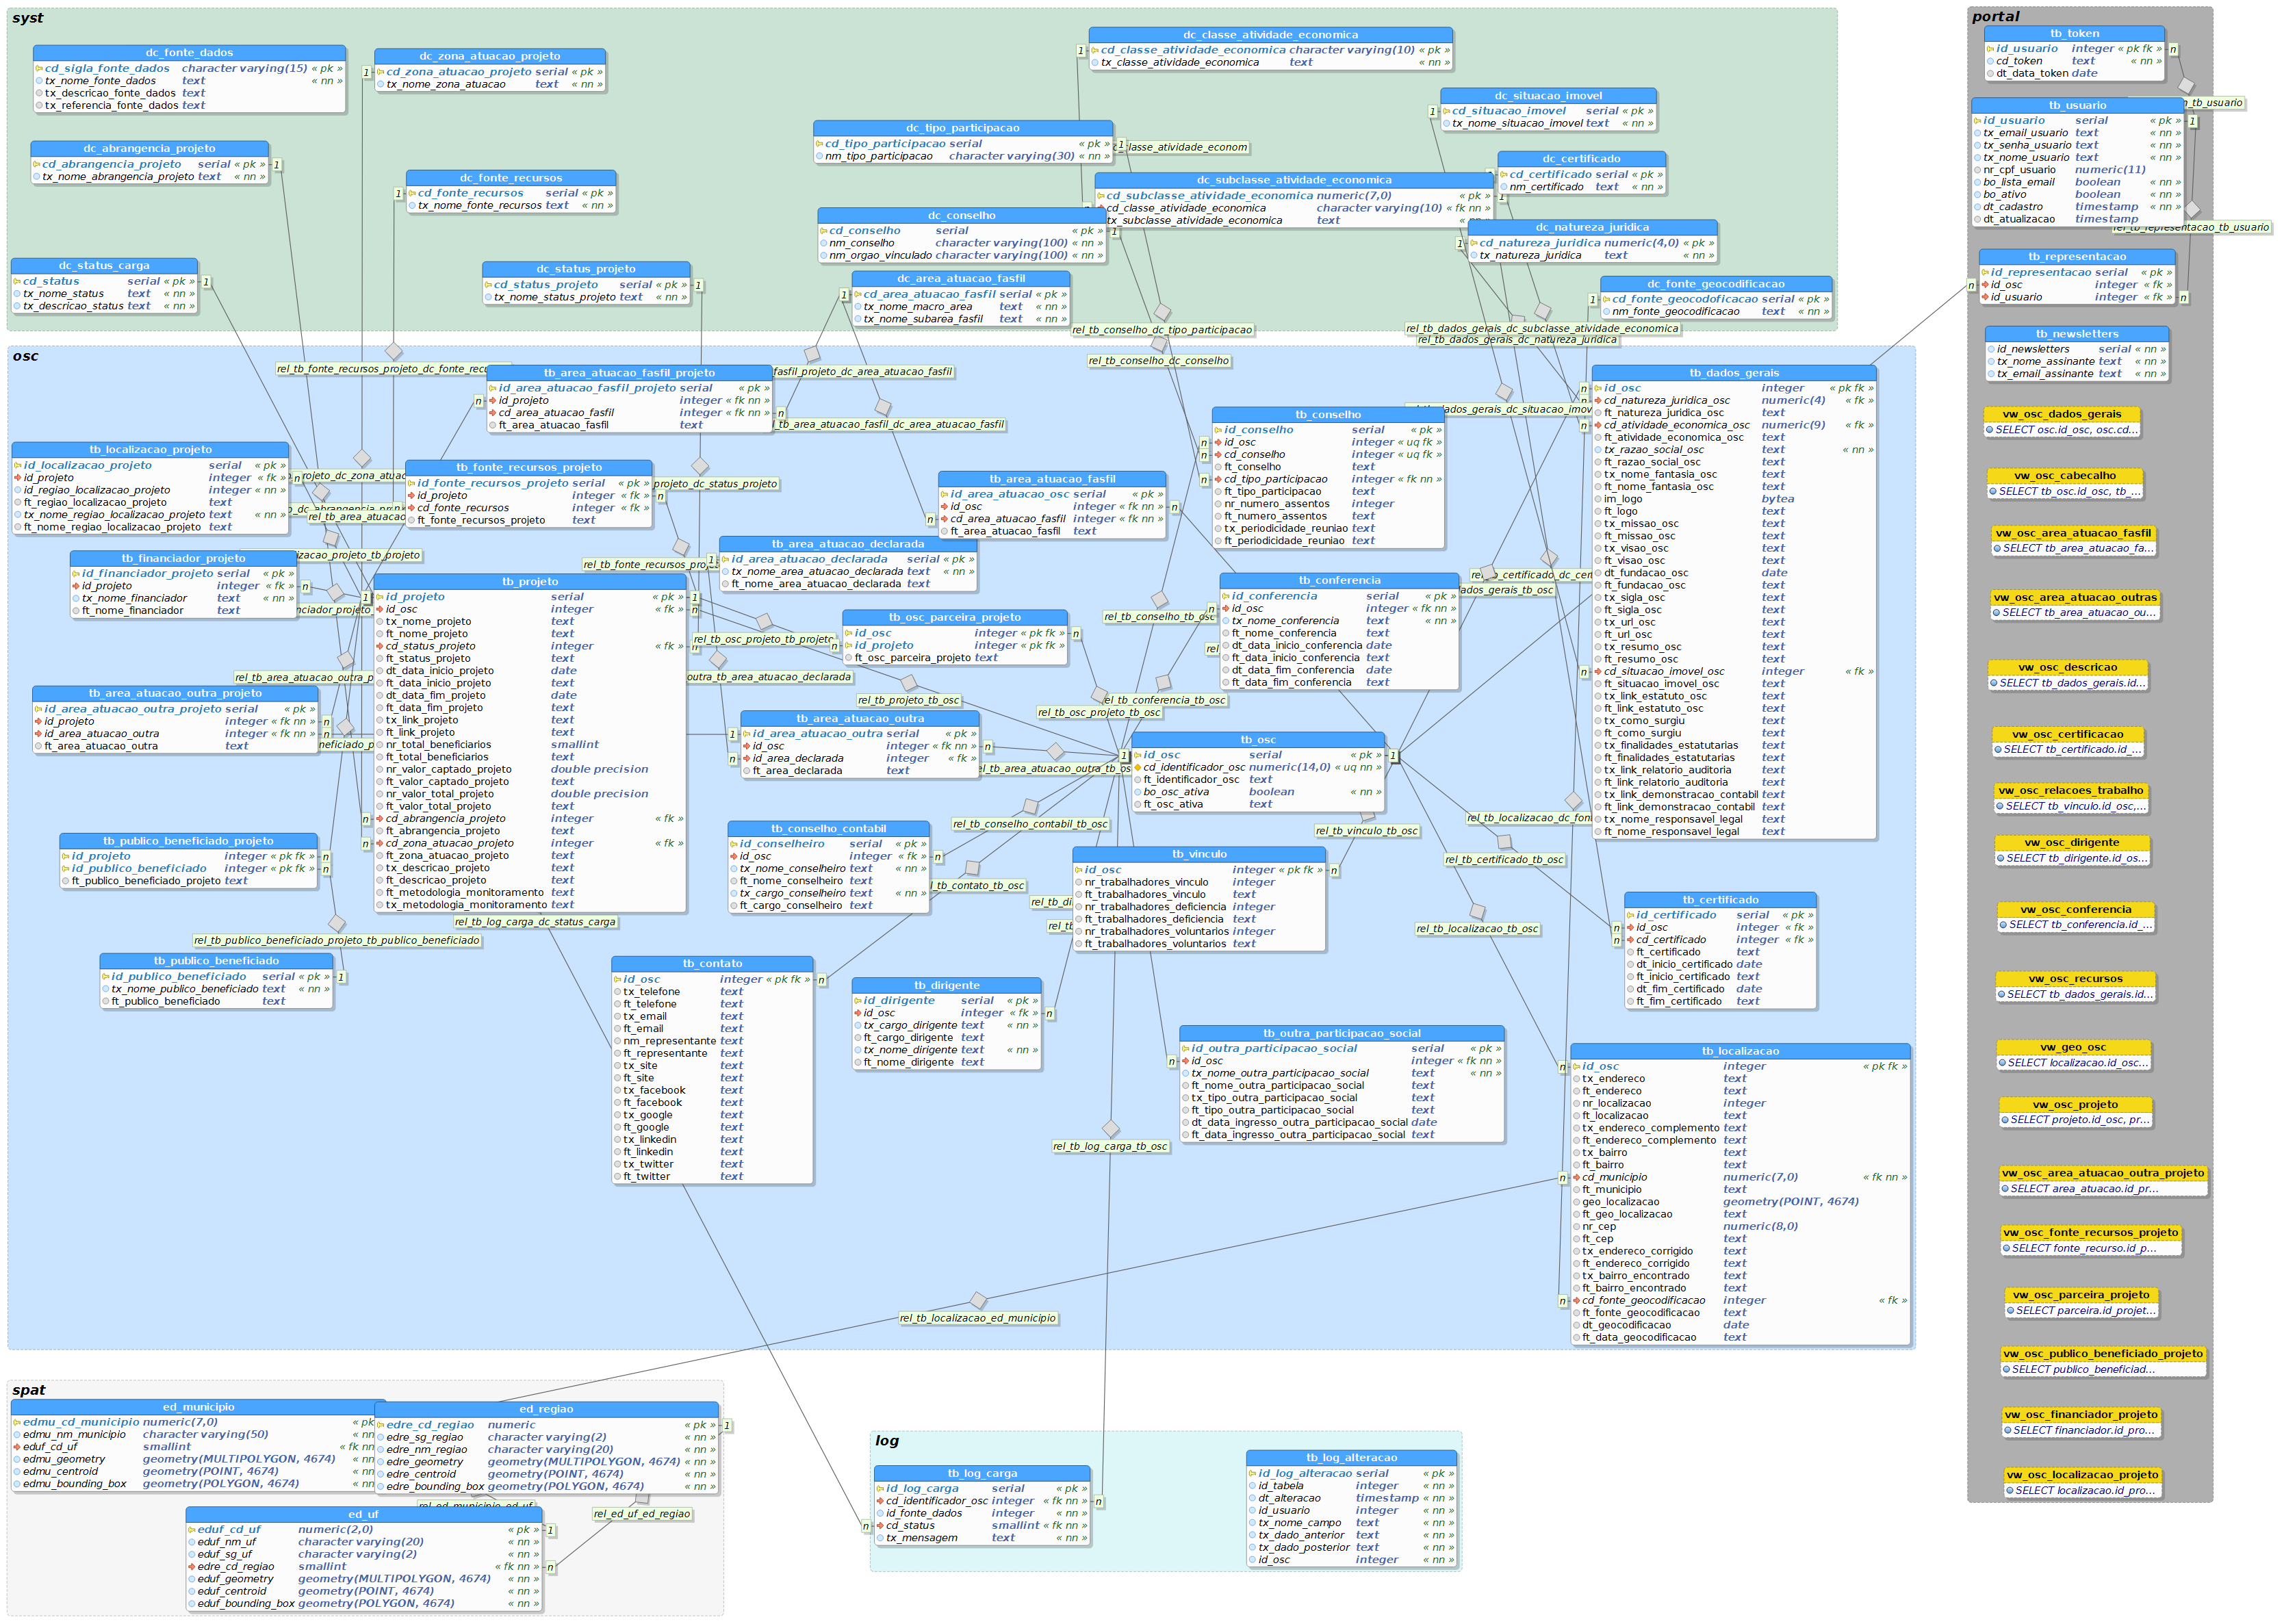 syst
dc_fonte_dados
cd_sigla_fonte_dados character varying(15) « pk »
tx_nome_fonte_dados text « nn »
tx_descricao_fonte_dados text
tx_referencia_fonte_dados text
dc_zona_atuacao_projeto
cd_zona_atuacao_projeto serial « pk »
tx_nome_zona_atuacao text « nn »
dc_classe_atividade_economica
cd_classe_atividade_economica character varying(10) « pk »
tx_classe_atividade_economica text « nn »
dc_situacao_imovel
cd_situacao_imovel serial « pk »
tx_nome_situacao_imovel text « nn »
dc_tipo_participacao
cd_tipo_participacao serial « pk »
nm_tipo_participacao character varying(30) « nn »
dc_abrangencia_projeto
cd_abrangencia_projeto serial « pk »
tx_nome_abrangencia_projeto text « nn »
dc_fonte_recursos
cd_fonte_recursos serial « pk »
tx_nome_fonte_recursos text « nn »
dc_certificado
cd_certificado serial « pk »
nm_certificado text « nn »
dc_subclasse_atividade_economica
cd_subclasse_atividade_economica numeric(7,0) « pk »
cd_classe_atividade_economica character varying(10) « fk nn »
tx_subclasse_atividade_economica text
dc_conselho
cd_conselho serial « pk »
nm_conselho character varying(100) « nn »
nm_orgao_vinculado character varying(100) « nn »
dc_natureza_juridica
cd_natureza_juridica numeric(4,0) « pk »
tx_natureza_juridica text « nn »
dc_status_carga
cd_status serial « pk »
tx_nome_status text « nn »
tx_descricao_status text « nn »
dc_status_projeto
cd_status_projeto serial « pk »
tx_nome_status_projeto text « nn »
dc_area_atuacao_fasfil
cd_area_atuacao_fasfil serial « pk »
tx_nome_macro_area text « nn »
tx_nome_subarea_fasfil text « nn »
dc_fonte_geocodificacao
cd_fonte_geocodoficacao serial « pk »
nm_fonte_geocodificacao text « nn »
rel_tb_conselho_dc_tipo_participacao
rel_tb_dados_gerais_dc_subclasse_atividade_economica
rel_tb_dados_gerais_dc_natureza_juridica
rel_tb_conselho_dc_conselho
osc
tb_area_atuacao_fasfil_projeto
id_area_atuacao_fasfil_projeto serial « pk »
id_projeto integer « fk nn »
cd_area_atuacao_fasfil integer « fk nn »
ft_area_atuacao_fasfil text
tb_localizacao_projeto
id_localizacao_projeto serial « pk »
id_projeto integer « fk »
id_regiao_localizacao_projeto integer « nn »
ft_regiao_localizacao_projeto text
tx_nome_regiao_localizacao_projeto text « nn »
ft_nome_regiao_localizacao_projeto text
tb_fonte_recursos_projeto
id_fonte_recursos_projeto serial « pk »
id_projeto integer « fk »
cd_fonte_recursos integer « fk »
ft_fonte_recursos_projeto text
tb_area_atuacao_fasfil
id_area_atuacao_osc serial « pk »
id_osc integer « fk nn »
cd_area_atuacao_fasfil integer « fk nn »
ft_area_atuacao_fasfil text
tb_conselho
id_conselho serial « pk »
id_osc integer « uq fk »
cd_conselho integer « uq fk »
ft_conselho text
cd_tipo_participacao integer « fk nn »
ft_tipo_participacao text
nr_numero_assentos integer
ft_numero_assentos text
tx_periodicidade_reuniao text
ft_periodicidade_reuniao text
tb_dados_gerais
id_osc integer « pk fk »
cd_natureza_juridica_osc numeric(4) « fk »
ft_natureza_juridica_osc text
cd_atividade_economica_osc numeric(9) « fk »
ft_atividade_economica_osc text
tx_razao_social_osc text « nn »
ft_razao_social_osc text
tx_nome_fantasia_osc text
ft_nome_fantasia_osc text
im_logo bytea
ft_logo text
tx_missao_osc text
ft_missao_osc text
tx_visao_osc text
ft_visao_osc text
dt_fundacao_osc date
ft_fundacao_osc text
tx_sigla_osc text
ft_sigla_osc text
tx_url_osc text
ft_url_osc text
tx_resumo_osc text
ft_resumo_osc text
cd_situacao_imovel_osc integer « fk »
ft_situacao_imovel_osc text
tx_link_estatuto_osc text
ft_link_estatuto_osc text
tx_como_surgiu text
ft_como_surgiu text
tx_finalidades_estatutarias text
ft_finalidades_estatutarias text
tx_link_relatorio_auditoria text
ft_link_relatorio_auditoria text
tx_link_demonstracao_contabil text
ft_link_demonstracao_contabil text
tx_nome_responsavel_legal text
ft_nome_responsavel_legal text
tb_financiador_projeto
id_financiador_projeto serial « pk »
id_projeto integer « fk »
tx_nome_financiador text « nn »
ft_nome_financiador text
tb_area_atuacao_declarada
id_area_atuacao_declarada serial « pk »
tx_nome_area_atuacao_declarada text « nn »
ft_nome_area_atuacao_declarada text
tb_projeto
id_projeto serial « pk »
id_osc integer « fk »
tx_nome_projeto text
ft_nome_projeto text
cd_status_projeto integer « fk »
ft_status_projeto text
dt_data_inicio_projeto date
ft_data_inicio_projeto text
dt_data_fim_projeto date
ft_data_fim_projeto text
tx_link_projeto text
ft_link_projeto text
nr_total_beneficiarios smallint
ft_total_beneficiarios text
nr_valor_captado_projeto double precision
ft_valor_captado_projeto text
nr_valor_total_projeto double precision
ft_valor_total_projeto text
cd_abrangencia_projeto integer « fk »
ft_abrangencia_projeto text
cd_zona_atuacao_projeto integer « fk »
ft_zona_atuacao_projeto text
tx_descricao_projeto text
ft_descricao_projeto text
ft_metodologia_monitoramento text
tx_metodologia_monitoramento text
tb_osc_parceira_projeto
id_osc integer « pk fk »
id_projeto integer « pk fk »
ft_osc_parceira_projeto text
tb_conferencia
id_conferencia serial « pk »
id_osc integer « fk nn »
tx_nome_conferencia text « nn »
ft_nome_conferencia text
dt_data_inicio_conferencia date
ft_data_inicio_conferencia text
dt_data_fim_conferencia date
ft_data_fim_conferencia text
tb_area_atuacao_outra_projeto
id_area_atuacao_outra_projeto serial « pk »
id_projeto integer « fk nn »
id_area_atuacao_outra integer « fk nn »
ft_area_atuacao_outra text
tb_area_atuacao_outra
id_area_atuacao_outra serial « pk »
id_osc integer « fk nn »
id_area_declarada integer « fk »
ft_area_declarada text
tb_osc
id_osc serial « pk »
cd_identificador_osc numeric(14,0) « uq nn »
ft_identificador_osc text
bo_osc_ativa boolean « nn »
ft_osc_ativa text
rel_tb_projeto_tb_osc
rel_tb_osc_projeto_tb_osc
rel_tb_vinculo_tb_osc
rel_tb_conselho_contabil_tb_osc
rel_tb_certificado_tb_osc
rel_tb_localizacao_tb_osc
rel_tb_log_carga_dc_status_carga
rel_tb_publico_beneficiado_projeto_tb_publico_beneficiado
tb_publico_beneficiado_projeto
id_projeto integer « pk fk »
id_publico_beneficiado integer « pk fk »
ft_publico_beneficiado_projeto text
tb_conselho_contabil
id_conselheiro serial « pk »
id_osc integer « fk »
tx_nome_conselheiro text « nn »
ft_nome_conselheiro text
tx_cargo_conselheiro text « nn »
ft_cargo_conselheiro text
tb_vinculo
id_osc integer « pk fk »
nr_trabalhadores_vinculo integer
ft_trabalhadores_vinculo text
nr_trabalhadores_deficiencia integer
ft_trabalhadores_deficiencia text
nr_trabalhadores_voluntarios integer
ft_trabalhadores_voluntarios text
tb_certificado
id_certificado serial « pk »
id_osc integer « fk »
cd_certificado integer « fk »
ft_certificado text
dt_inicio_certificado date
ft_inicio_certificado text
dt_fim_certificado date
ft_fim_certificado text
tb_publico_beneficiado
id_publico_beneficiado serial « pk »
tx_nome_publico_beneficiado text « nn »
ft_publico_beneficiado text
tb_contato
id_osc integer « pk fk »
tx_telefone text
ft_telefone text
tx_email text
ft_email text
nm_representante text
ft_representante text
tx_site text
ft_site text
tx_facebook text
ft_facebook text
tx_google text
ft_google text
tx_linkedin text
ft_linkedin text
tx_twitter text
ft_twitter text
tb_dirigente
id_dirigente serial « pk »
id_osc integer « fk »
tx_cargo_dirigente text « nn »
ft_cargo_dirigente text
tx_nome_dirigente text « nn »
ft_nome_dirigente text
tb_outra_participacao_social
id_outra_participacao_social serial « pk »
id_osc integer « fk nn »
tx_nome_outra_participacao_social text « nn »
ft_nome_outra_participacao_social text
tx_tipo_outra_participacao_social text
ft_tipo_outra_participacao_social text
dt_data_ingresso_outra_participacao_social date
ft_data_ingresso_outra_participacao_social text
rel_tb_log_carga_tb_osc
tb_localizacao
id_osc integer « pk fk »
tx_endereco text
ft_endereco text
nr_localizacao integer
ft_localizacao text
tx_endereco_complemento text
ft_endereco_complemento text
tx_bairro text
ft_bairro text
cd_municipio numeric(7,0) « fk nn »
ft_municipio text
geo_localizacao geometry(POINT, 4674)
ft_geo_localizacao text
nr_cep numeric(8,0)
ft_cep text
tx_endereco_corrigido text
ft_endereco_corrigido text
tx_bairro_encontrado text
ft_bairro_encontrado text
cd_fonte_geocodificacao integer « fk »
ft_fonte_geocodificacao text
dt_geocodificacao date
ft_data_geocodificacao text
rel_tb_localizacao_ed_municipio
spat
ed_municipio
edmu_cd_municipio numeric(7,0) « pk
edmu_nm_municipio character varying(50) « nn
eduf_cd_uf smallint « fk nn
edmu_geometry geometry(MULTIPOLYGON, 4674) « nn
edmu_centroid geometry(POINT, 4674) « nn
edmu_bounding_box geometry(POLYGON, 4674) « nn
ed_regiao
edre_cd_regiao numeric « pk »
edre_sg_regiao character varying(2) « nn »
edre_nm_regiao character varying(20) « nn »
edre_geometry geometry(MULTIPOLYGON, 4674) « nn »
edre_centroid geometry(POINT, 4674) « nn »
edre_bounding_box geometry(POLYGON, 4674) « nn »
rel_ed_uf_ed_regiao
ed_uf
eduf_cd_uf numeric(2,0) « pk »
eduf_nm_uf character varying(20) « nn »
eduf_sg_uf character varying(2) « nn »
edre_cd_regiao smallint « fk nn »
eduf_geometry geometry(MULTIPOLYGON, 4674) « nn »
eduf_centroid geometry(POINT, 4674) « nn »
eduf_bounding_box geometry(POLYGON, 4674) « nn »
log
tb_log_carga
id_log_carga serial « pk »
cd_identificador_osc integer « fk nn »
id_fonte_dados integer « nn »
cd_status smallint « fk nn »
tx_mensagem text « nn »
tb_log_alteracao
id_log_alteracao serial « pk »
id_tabela integer « nn »
dt_alteracao timestamp « nn »
id_usuario integer « nn »
tx_nome_campo text « nn »
tx_dado_anterior text « nn »
tx_dado_posterior text « nn »
id_osc integer « nn »
portal
tb_token
id_usuario integer « pk fk »
cd_token text « nn »
dt_data_token date
tb_usuario
id_usuario serial « pk »
tx_email_usuario text « nn »
tx_senha_usuario text « nn »
tx_nome_usuario text « nn »
nr_cpf_usuario numeric(11)
bo_lista_email boolean « nn »
bo_ativo boolean « nn »
dt_cadastro timestamp « nn »
dt_atualizacao timestamp
rel_tb_representacao_tb_usuario
tb_representacao
id_representacao serial « pk »
id_osc integer « fk »
id_usuario integer « fk »
tb_newsletters
id_newsletters serial « nn »
tx_nome_assinante text « nn »
tx_email_assinante text « nn »
vw_osc_dados_gerais
SELECT osc.id_osc, osc.cd...
vw_osc_cabecalho
SELECT tb_osc.id_osc, tb_...
vw_osc_area_atuacao_fasfil
SELECT tb_area_atuacao_fa...
vw_osc_area_atuacao_outras
SELECT tb_area_atuacao_ou...
vw_osc_descricao
SELECT tb_dados_gerais.id...
vw_osc_certificacao
SELECT tb_certificado.id_...
vw_osc_relacoes_trabalho
SELECT tb_vinculo.id_osc,...
vw_osc_dirigente
SELECT tb_dirigente.id_os...
vw_osc_conferencia
SELECT tb_conferencia.id_...
vw_osc_recursos
SELECT tb_dados_gerais.id...
vw_geo_osc
SELECT localizacao.id_osc...
vw_osc_projeto
SELECT projeto.id_osc, pr...
vw_osc_area_atuacao_outra_projeto
SELECT area_atuacao.id_pr...
vw_osc_fonte_recursos_projeto
SELECT fonte_recurso.id_p...
vw_osc_parceira_projeto
SELECT parceira.id_projet...
vw_osc_publico_beneficiado_projeto
SELECT publico_beneficiad...
vw_osc_financiador_projeto
SELECT financiador.id_pro...
vw_osc_localizacao_projeto
SELECT localizacao.id_pro...